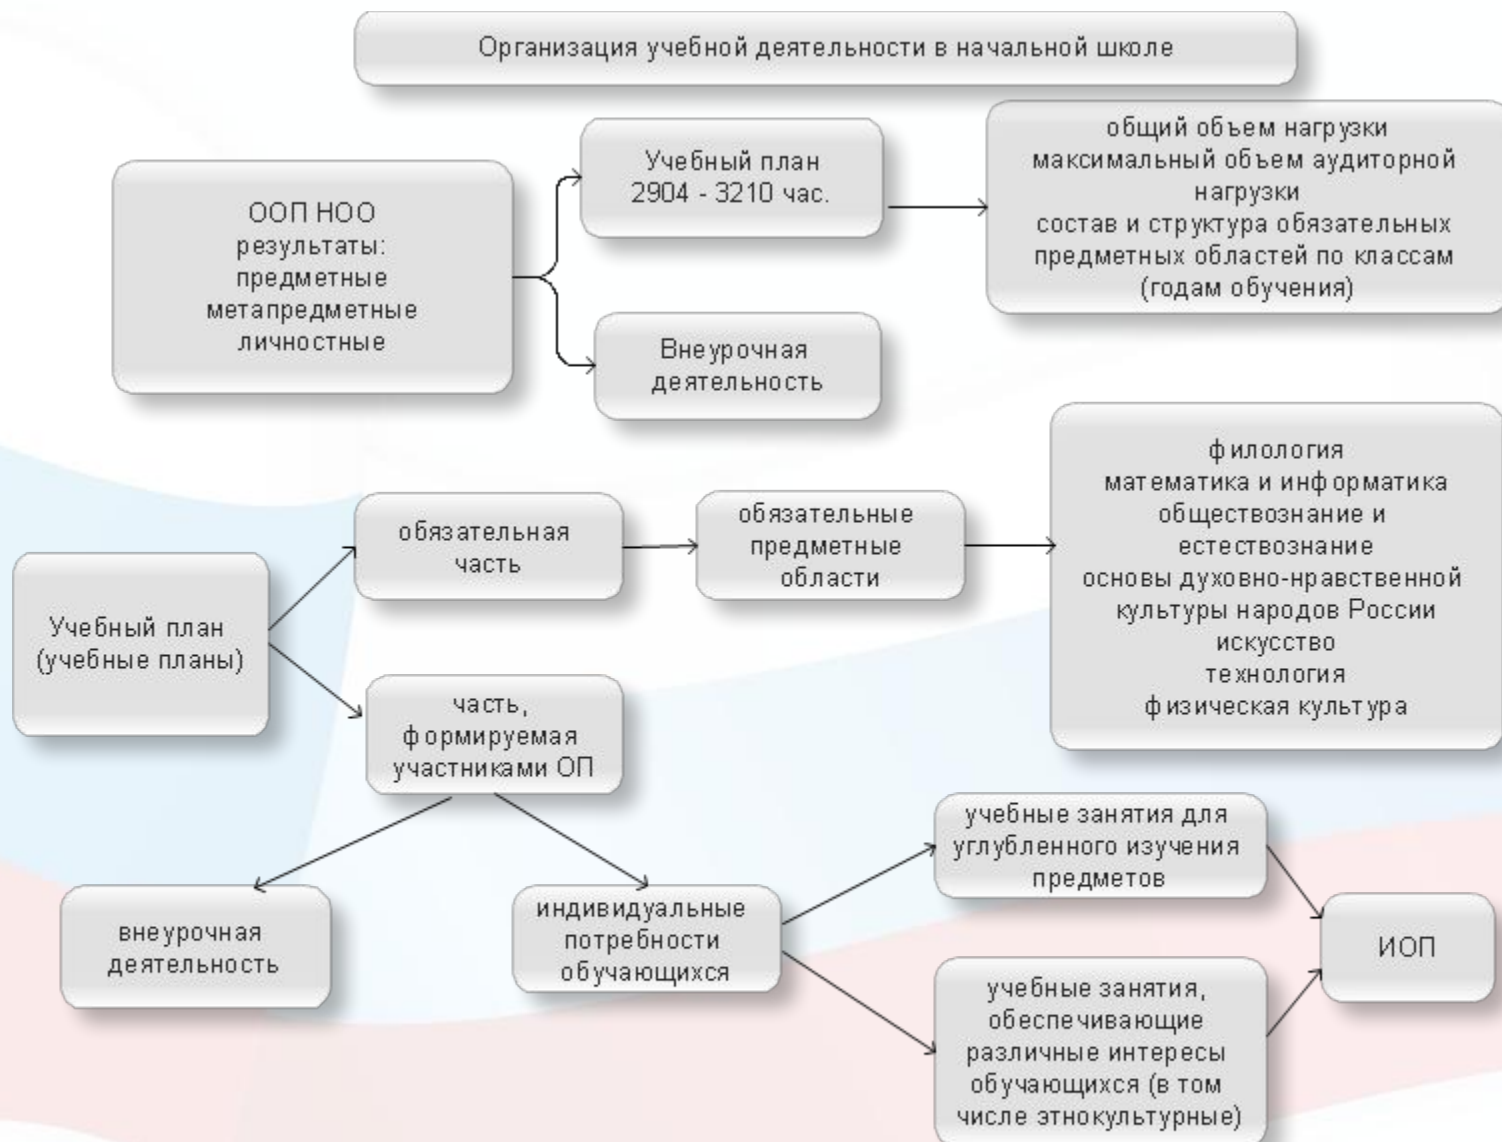 Организация учебной деятельности в начальной школе
ООП НОО
результаты:
предметные
метапредметные
личностные
Учебный план
2904 - 3210 час.
Внеурочная
деятельность
общий объем нагрузки
максимальный объем аудиторной
нагрузки
состав и структура обязательных
предметных областей по классам
(годам обучения)
Учебный план
(учебные планы)
обязательная
часть
обязательные
предметные
области
филология
математика и информатика
обществознание и
естествознание
основы духовно-нравственной
культуры народов России
искусство
технология
физическая культура
часть,
формируемая
участниками ОП
внеурочная
деятельность
индивидуальные
потребности
обучающихся
учебные занятия для
углубленного изучения
предметов
учебные занятия,
обеспечивающие
различные интересы
обучающихся (в том
числе этнокультурные)
ИОП